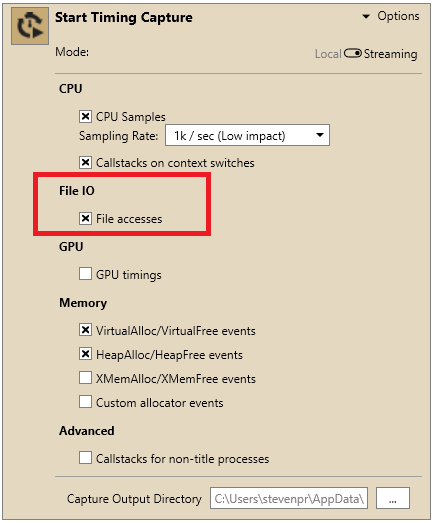 Start Timing Capture
Options
Mode:
Local Streaming
CPU
CPU Samples
Sampling Rate: 1k / sec (Low impact)
Callstacks on context switches
File IO
File accesses
GPU
GPU timings
Memory
VirtualAlloc/VirtualFree events
HeapAlloc/HeapFree events
XMemAlloc/XMemFree events
Custom allocator events
Advanced
Callstacks for non-title processes
Capture Output Directory C:\Users\stevenpr\AppData\ ...